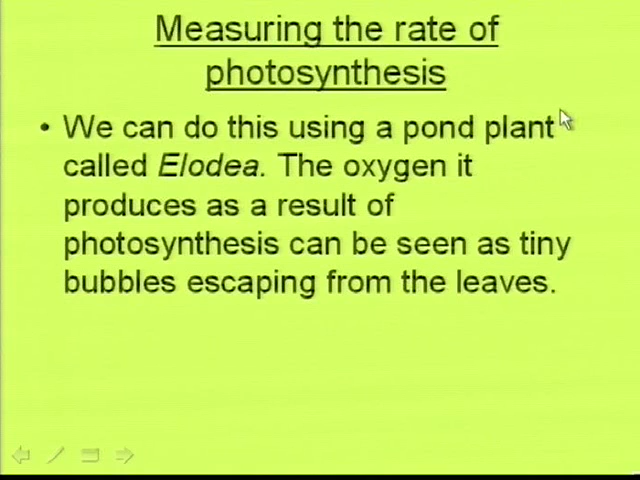 Measuring the rate of
photosynthesis
• We can do this using a pond plant
called Elodea. The oxygen it
produces as a result of
photosynthesis can be seen as tiny
bubbles escaping from the leaves.